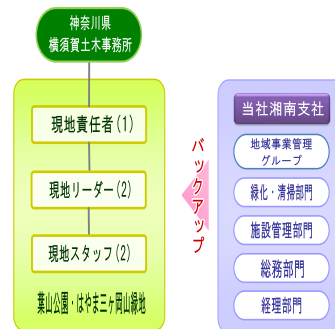 神奈川県
横須賀土木事務所
現地責任者(1)
現地リーダー(2)
現地スタッフ(2)
葉山公園・はやま三ヶ岡山緑地
バックアップ
当社湘南支社
地域事業管理
グループ
緑化・清掃部門
施設管理部門
総務部門
経理部門